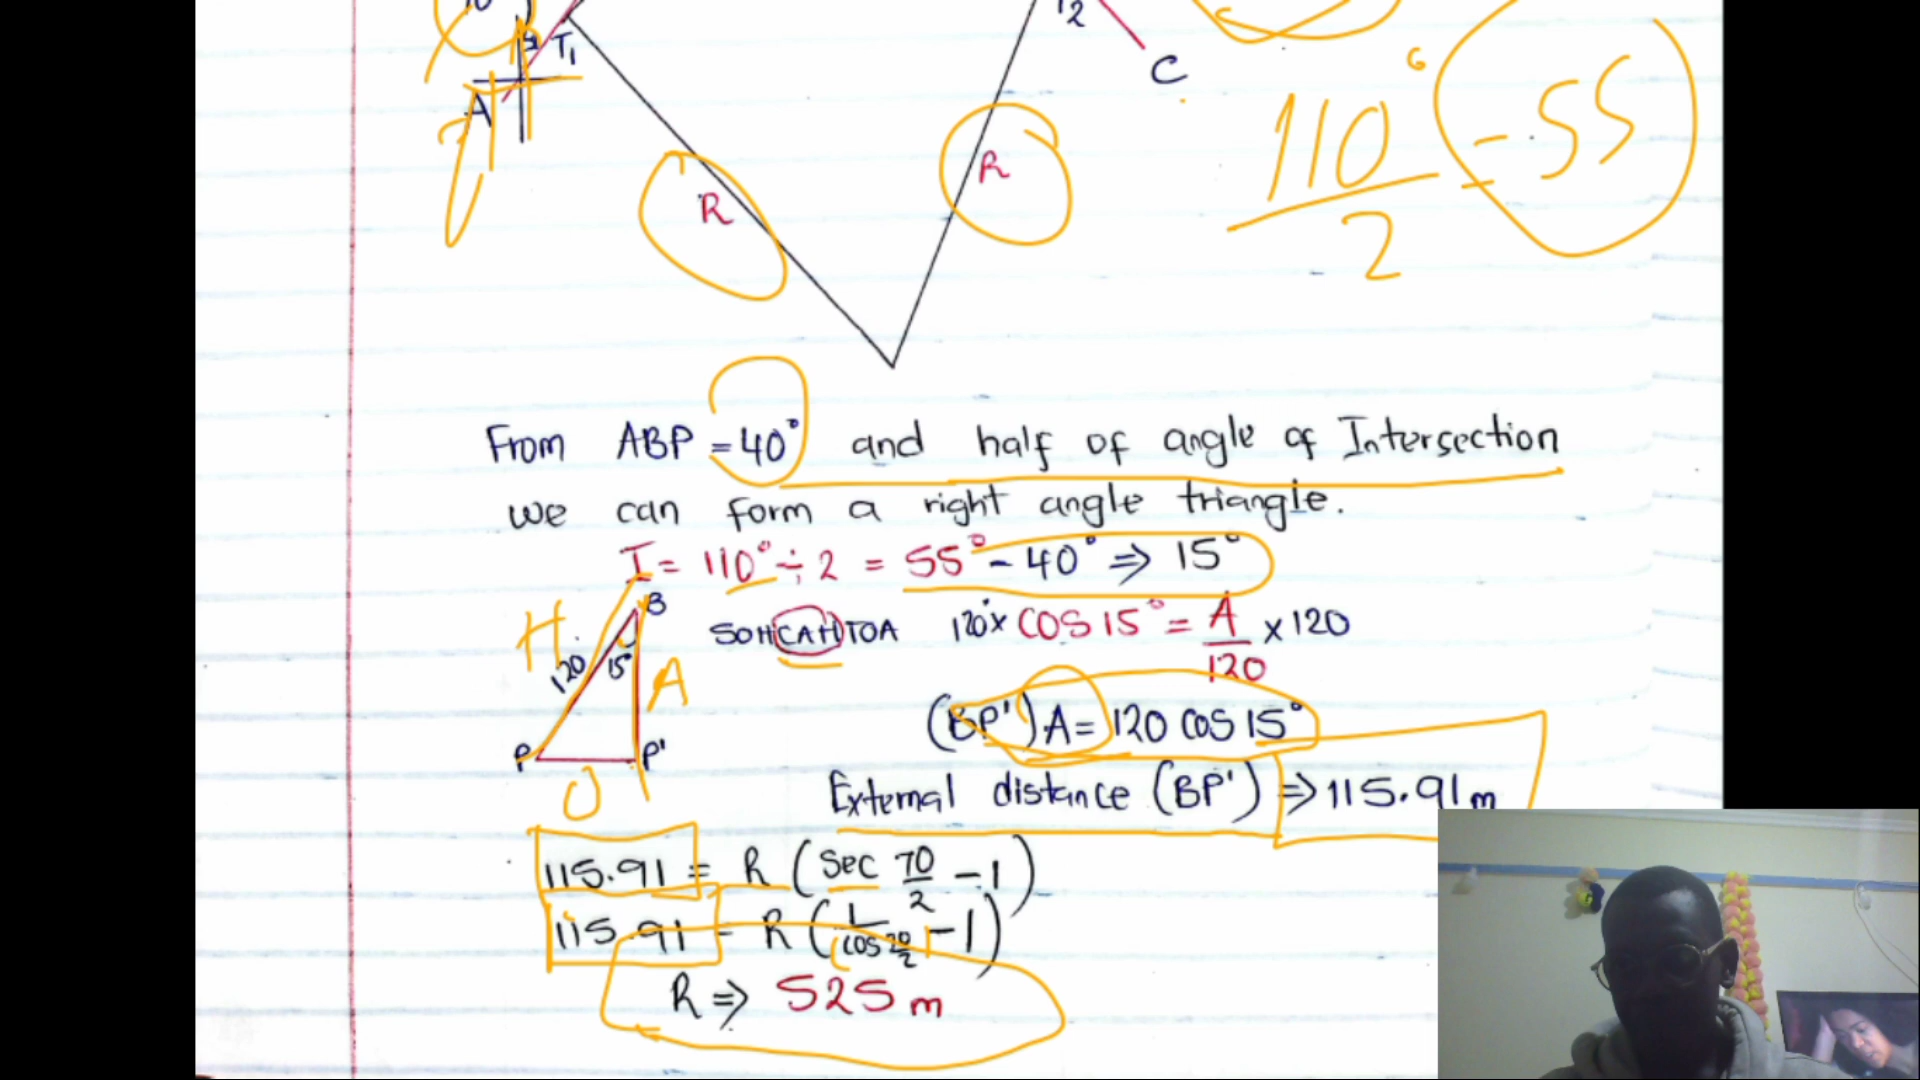 T1
T2
A
C
R
R
110
2
= 55
From ABP = 40° and half of angle of Intersection
we can form a right angle triangle.
I = 110° ÷ 2 = 55° - 40° ⇒ 15°
B
H
120
15°
A
P
P'
O
SOHCAHTOA 120 x COS 15° = A/120 x 120
(BP') A = 120 COS 15°
External distance (BP') ⇒ 115.91m
115.91 = R (Sec 70/2 - 1)
115.91 = R (1/cos 70/2 - 1)
R ⇒ 525 m